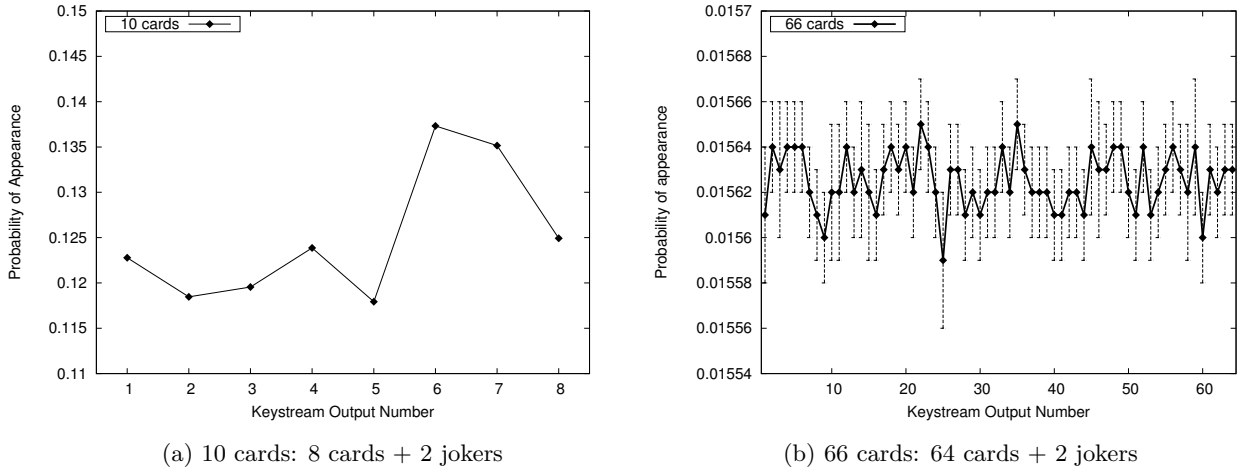 0.15
0.145
0.14
0.135
0.13
0.125
0.12
0.115
0.11
Probability of Appearance
10 cards
1 2 3 4 5 6 7 8
Keystream Output Number
(a) 10 cards: 8 cards + 2 jokers
0.0157
0.01568
0.01566
0.01564
0.01562
0.0156
0.01558
0.01556
0.01554
Probability of appearance
66 cards
10 20 30 40 50 60
Keystream Output Number
(b) 66 cards: 64 cards + 2 jokers